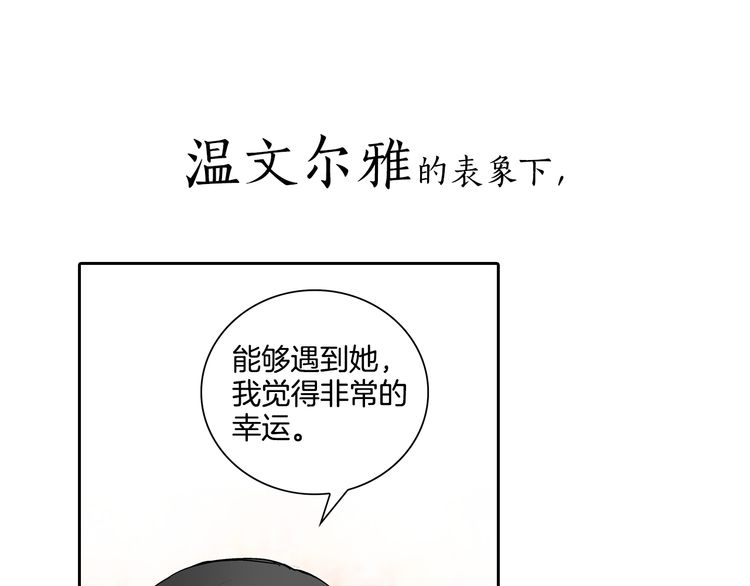 温文尔雅的表象下，
能够遇到她，
我觉得非常的
幸运。